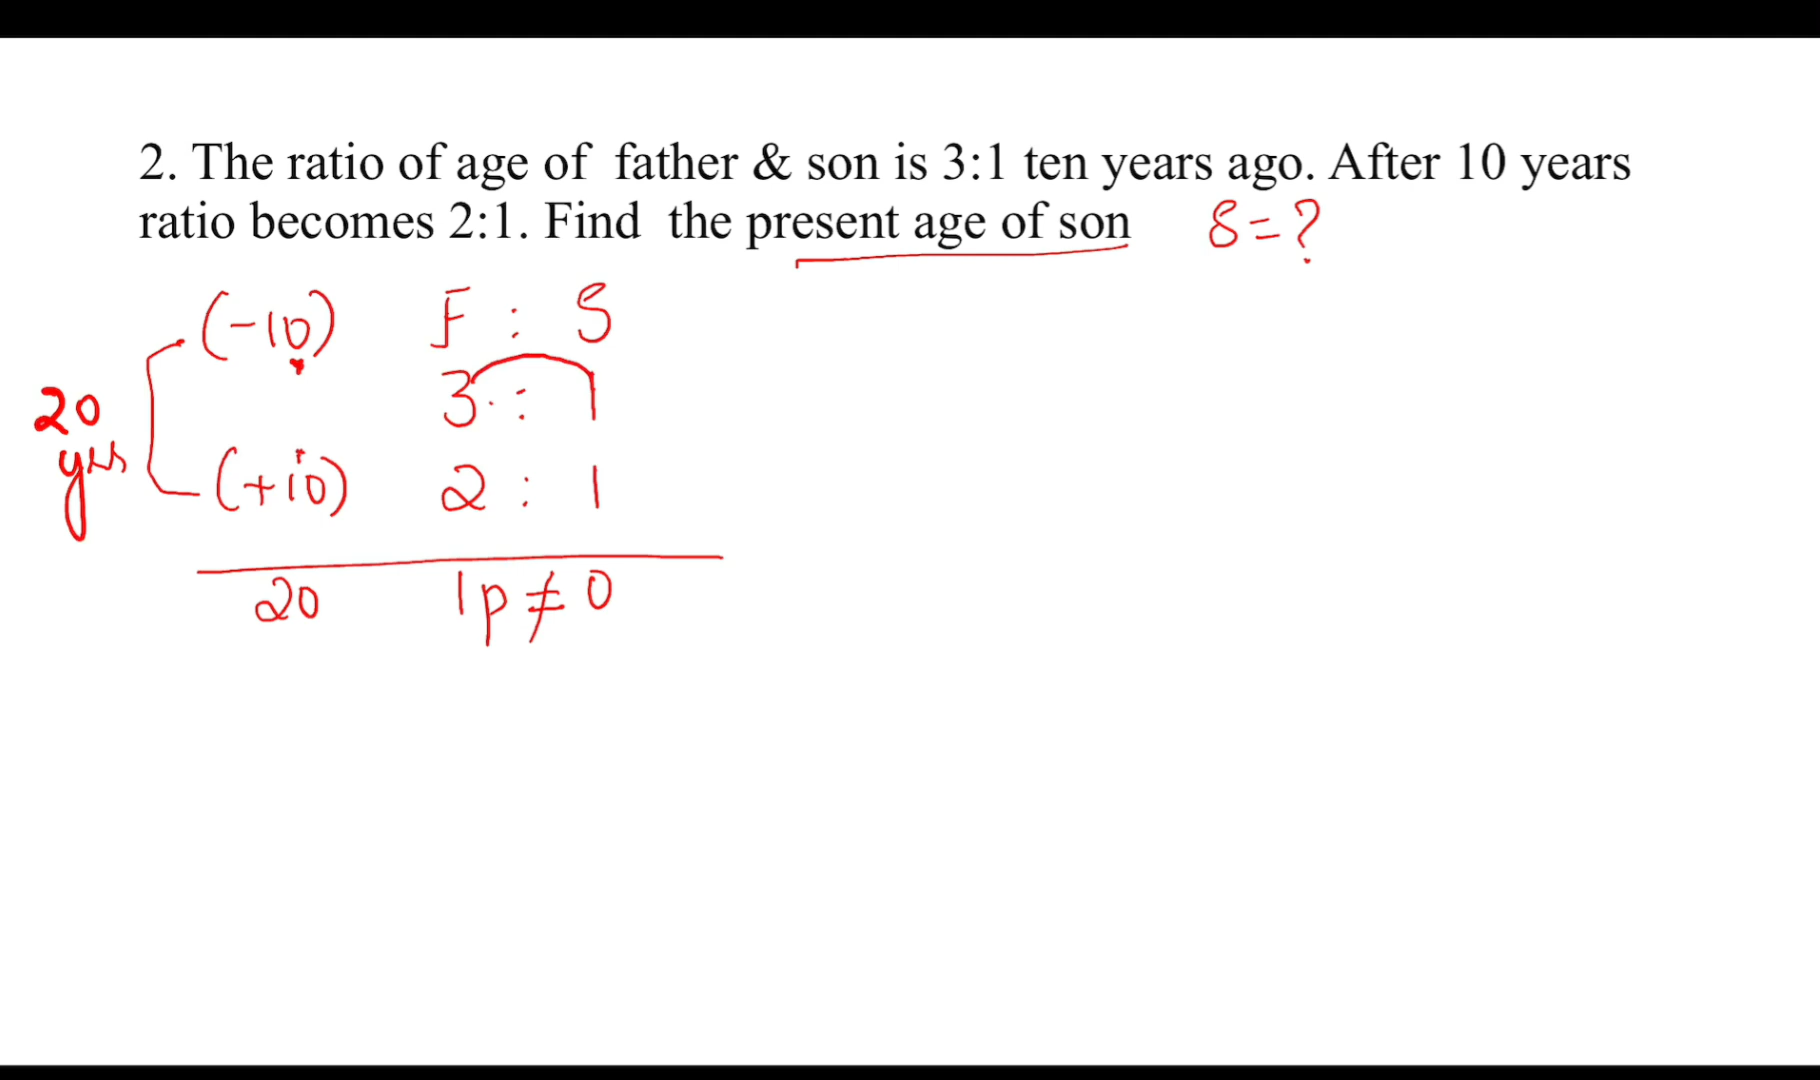 2. The ratio of age of father & son is 3:1 ten years ago. After 10 years
ratio becomes 2:1. Find the present age of son S=?
(-10) F : S
3 : 1
20
yrs
(+10) 2 : 1
20 1p ≠ 0